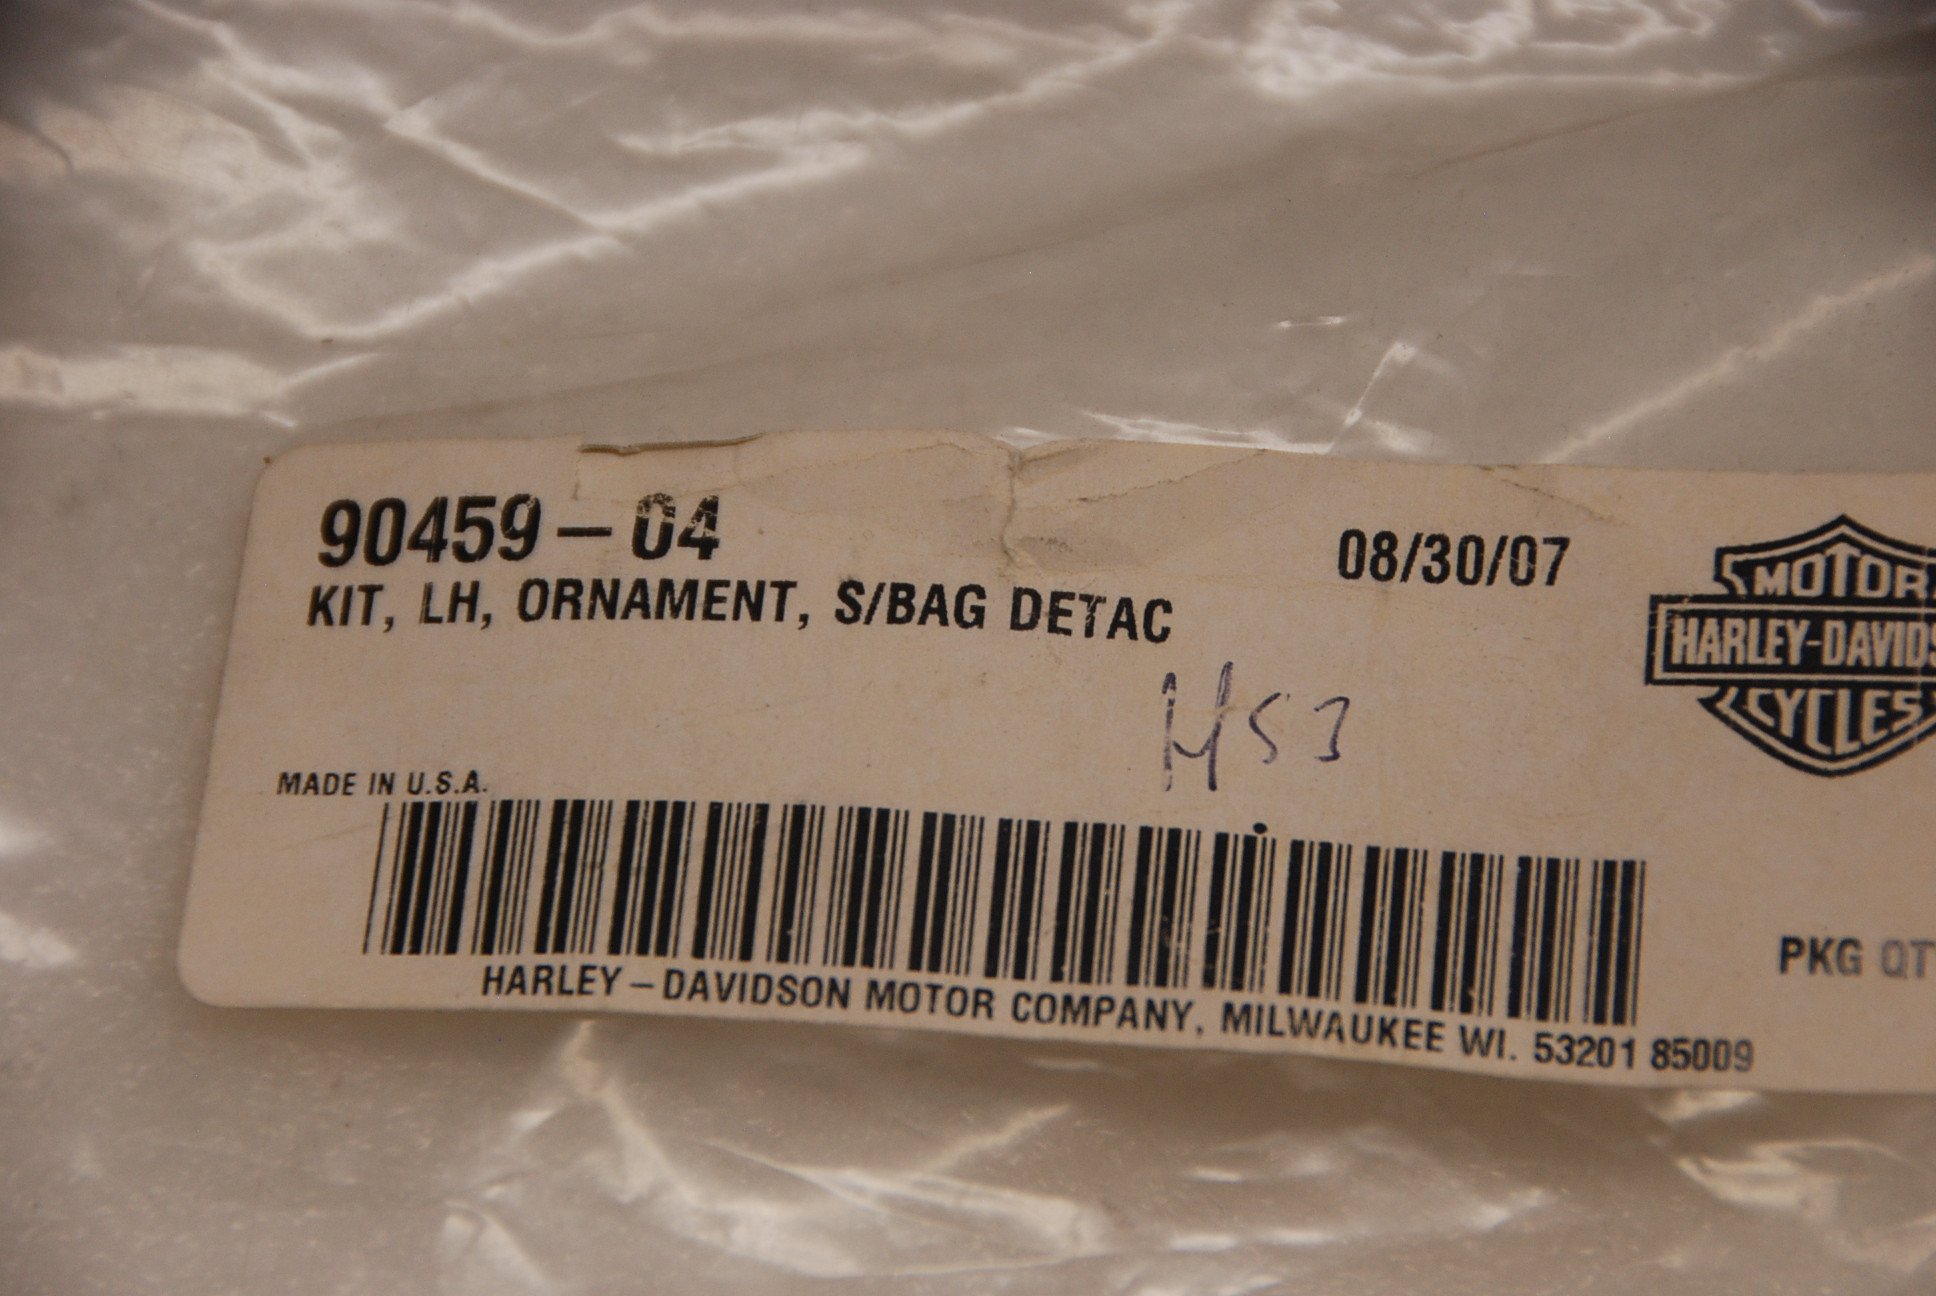 90459-04
08/30/07
KIT, LH, ORNAMENT, S/BAG DETAC
MOTOR
HARLEY-DAVIDS
CYCLES
H53
MADE IN U.S.A.
PKG QT
HARLEY-DAVIDSON MOTOR COMPANY, MILWAUKEE WI. 53201 85009